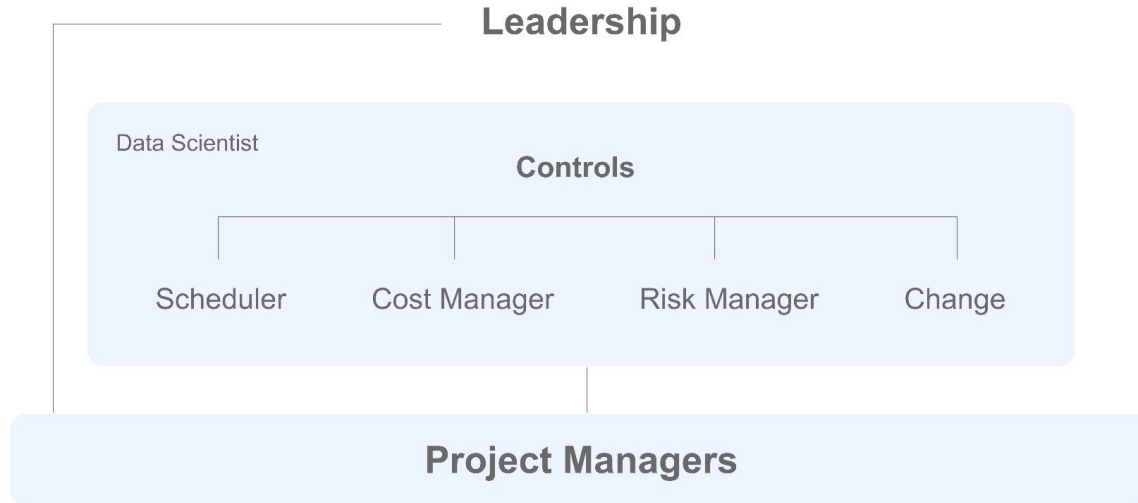 Leadership
Data Scientist
Controls
Scheduler Cost Manager Risk Manager Change
Project Managers